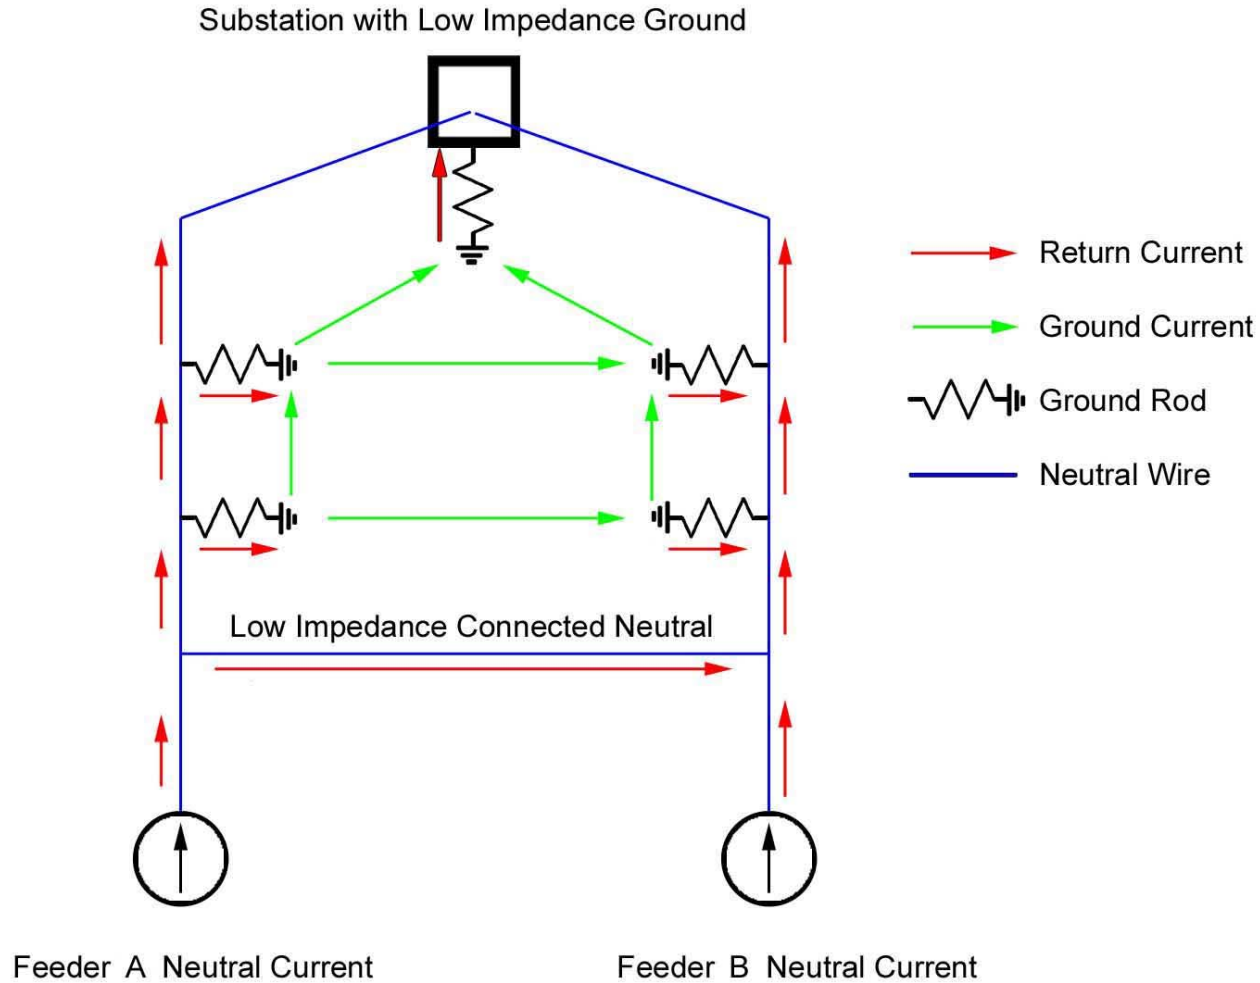 Substation with Low Impedance Ground
Return Current
Ground Current
Ground Rod
Neutral Wire
Low Impedance Connected Neutral
Feeder A Neutral Current
Feeder B Neutral Current